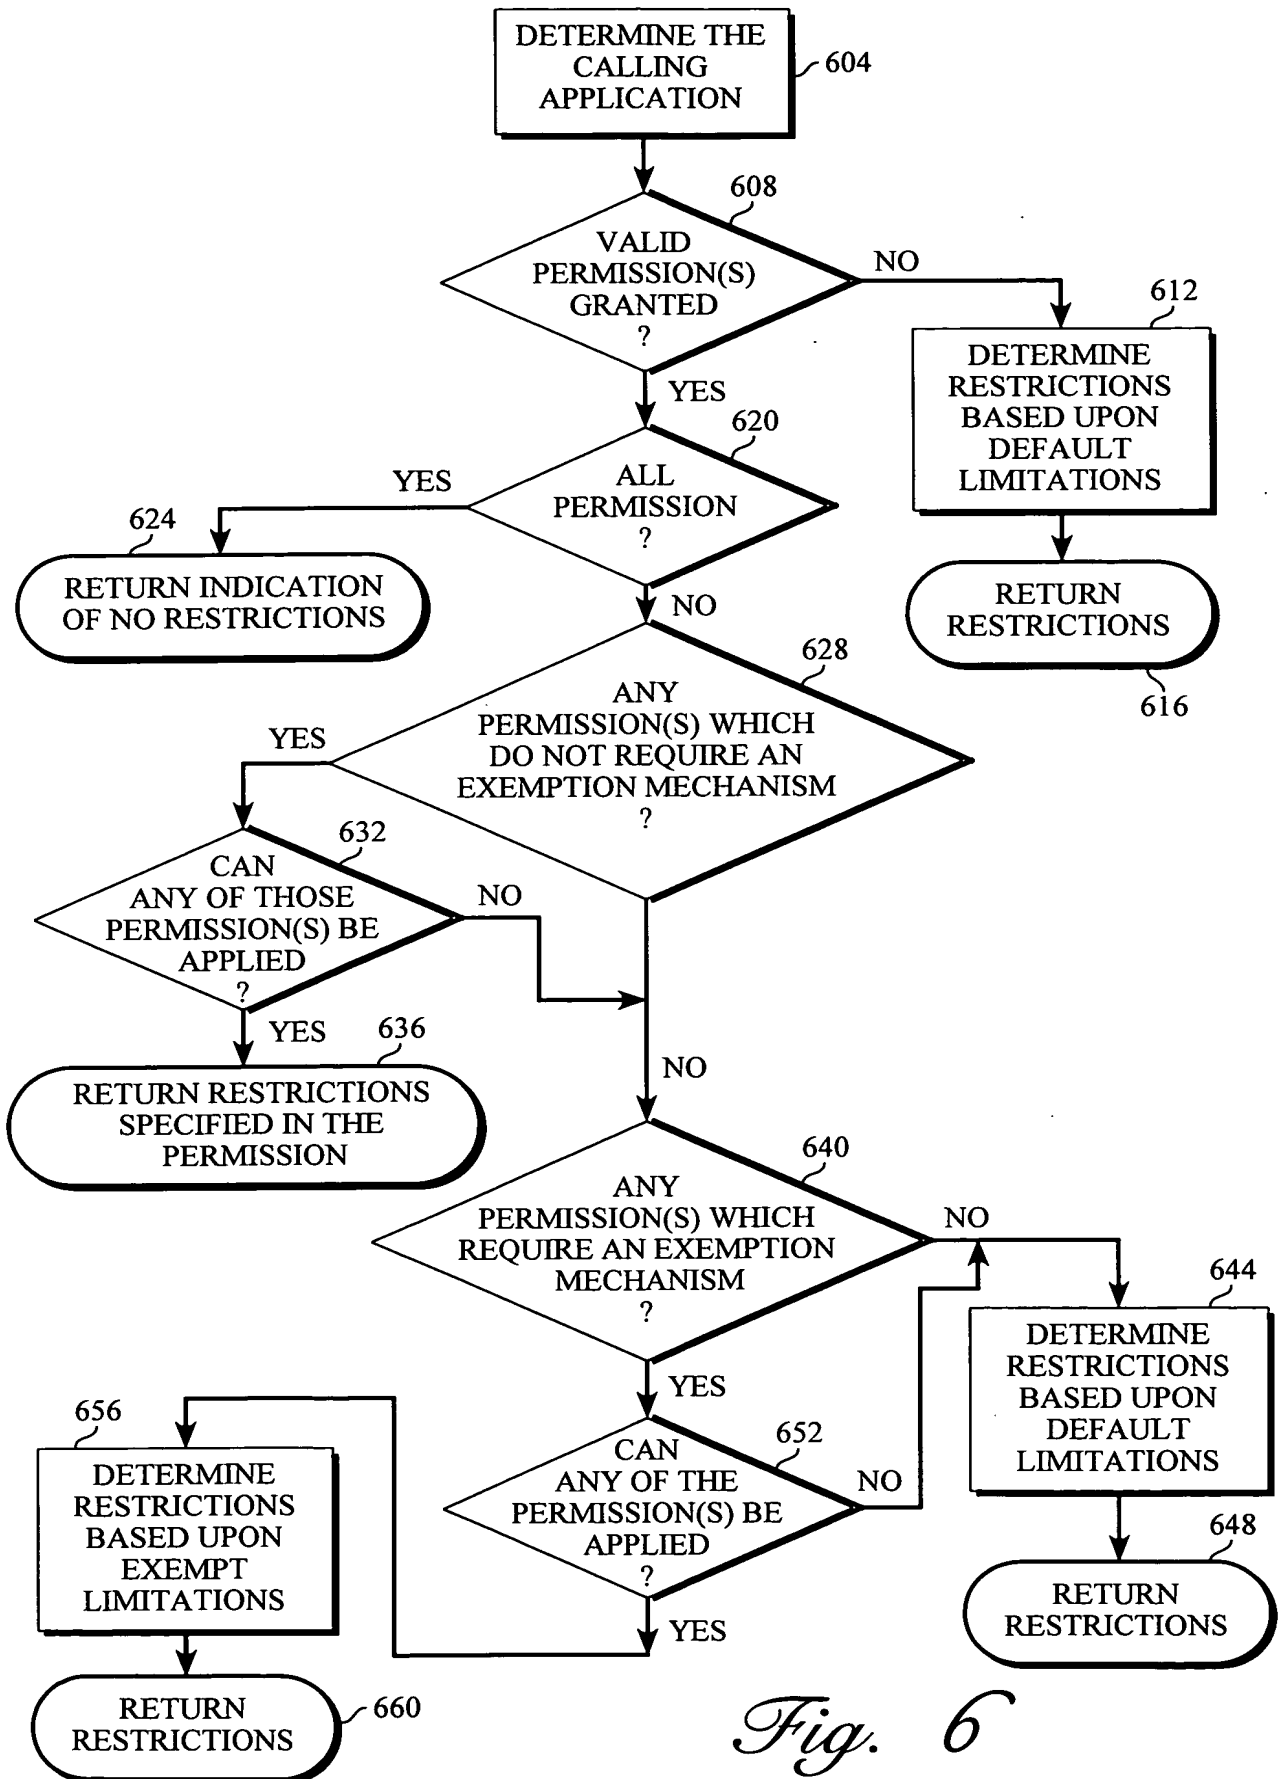 DETERMINE THE
CALLING
APPLICATION
604
608
VALID
PERMISSION(S)
GRANTED
?
NO
YES
612
DETERMINE
RESTRICTIONS
BASED UPON
DEFAULT
LIMITATIONS
RETURN
RESTRICTIONS
616
620
ALL
PERMISSION
?
YES
NO
624
RETURN INDICATION
OF NO RESTRICTIONS
628
ANY
PERMISSION(S) WHICH
DO NOT REQUIRE AN
EXEMPTION MECHANISM
?
YES
632
CAN
ANY OF THOSE
PERMISSION(S) BE
APPLIED
?
NO
YES
636
RETURN RESTRICTIONS
SPECIFIED IN THE
PERMISSION
NO
640
ANY
PERMISSION(S) WHICH
REQUIRE AN EXEMPTION
MECHANISM
?
NO
YES
644
DETERMINE
RESTRICTIONS
BASED UPON
DEFAULT
LIMITATIONS
648
RETURN
RESTRICTIONS
652
CAN
ANY OF THE
PERMISSION(S) BE
APPLIED
?
NO
YES
656
DETERMINE
RESTRICTIONS
BASED UPON
EXEMPT
LIMITATIONS
RETURN
RESTRICTIONS
660
Fig. 6